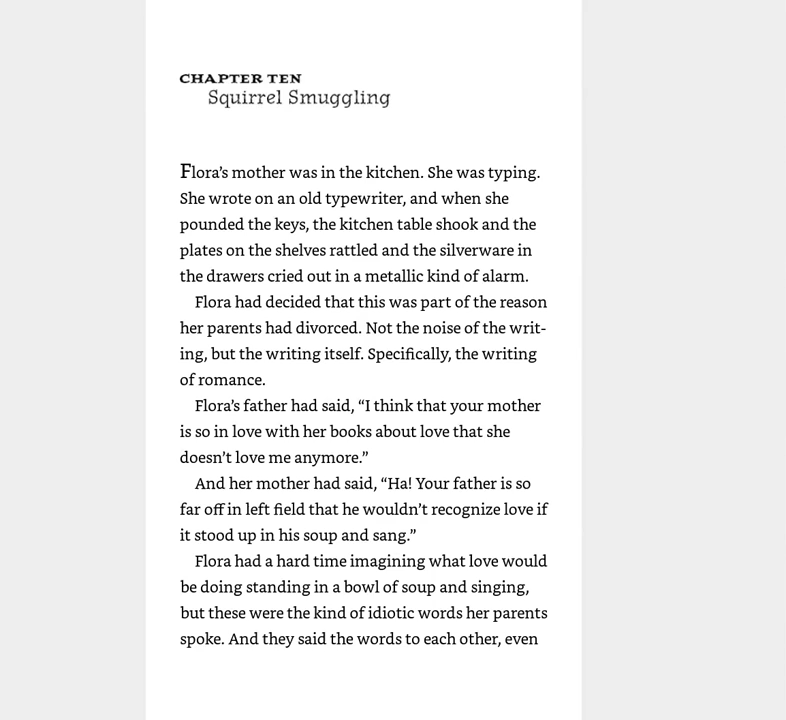 CHAPTER TEN
Squirrel Smuggling
Flora’s mother was in the kitchen. She was typing.
She wrote on an old typewriter, and when she
pounded the keys, the kitchen table shook and the
plates on the shelves rattled and the silverware in
the drawers cried out in a metallic kind of alarm.
Flora had decided that this was part of the reason
her parents had divorced. Not the noise of the writ-
ing, but the writing itself. Specifically, the writing
of romance.
Flora’s father had said, “I think that your mother
is so in love with her books about love that she
doesn’t love me anymore.”
And her mother had said, “Ha! Your father is so
far off in left field that he wouldn’t recognize love if
it stood up in his soup and sang.”
Flora had a hard time imagining what love would
be doing standing in a bowl of soup and singing,
but these were the kind of idiotic words her parents
spoke. And they said the words to each other, even